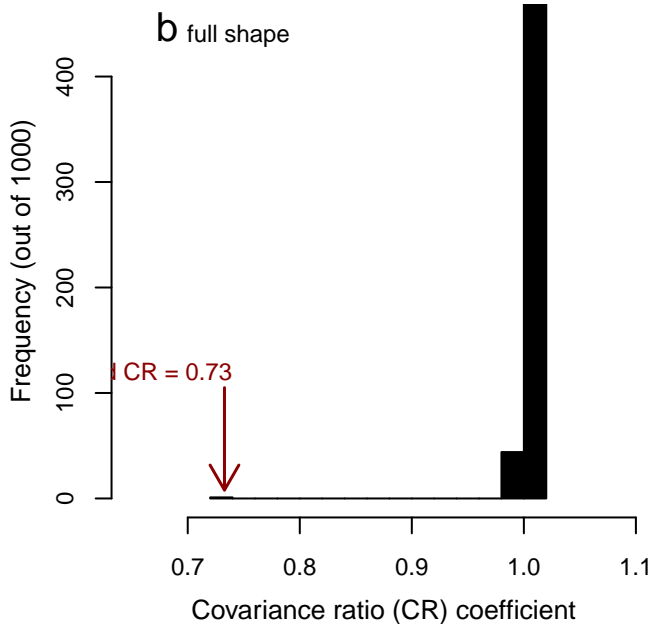 b full shape
Frequency (out of 1000)
400
300
200
100
0
CR = 0.73
0.7 0.8 0.9 1.0 1.1
Covariance ratio (CR) coefficient